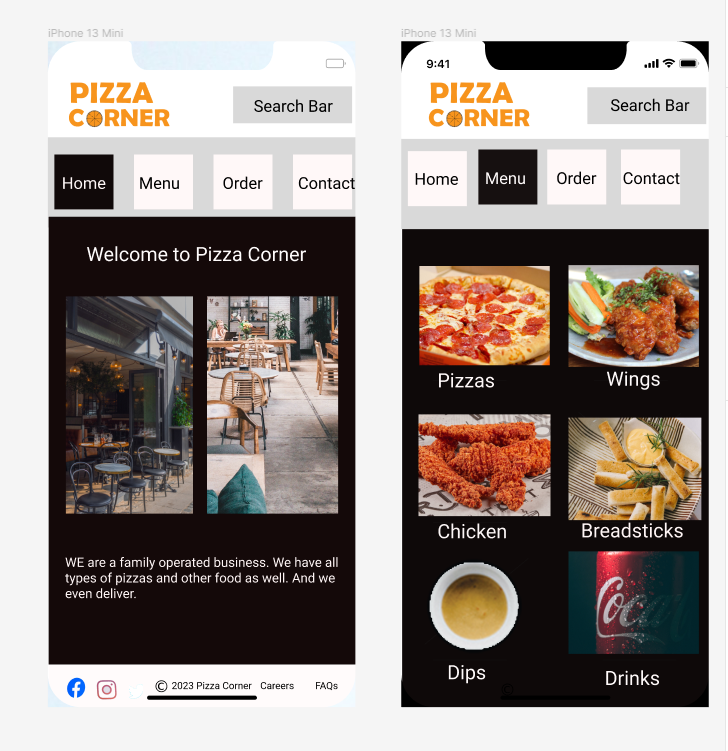 iPhone 13 Mini
PIZZA
CORNER
Search Bar
Home Menu Order Contact
Welcome to Pizza Corner
WE are a family operated business. We have all
types of pizzas and other food as well. And we
even deliver.
© 2023 Pizza Corner Careers FAQs
iPhone 13 Mini
9:41
PIZZA
CORNER
Search Bar
Home Menu Order Contact
Pizzas Wings
Chicken Breadsticks
Coca
Dips Drinks